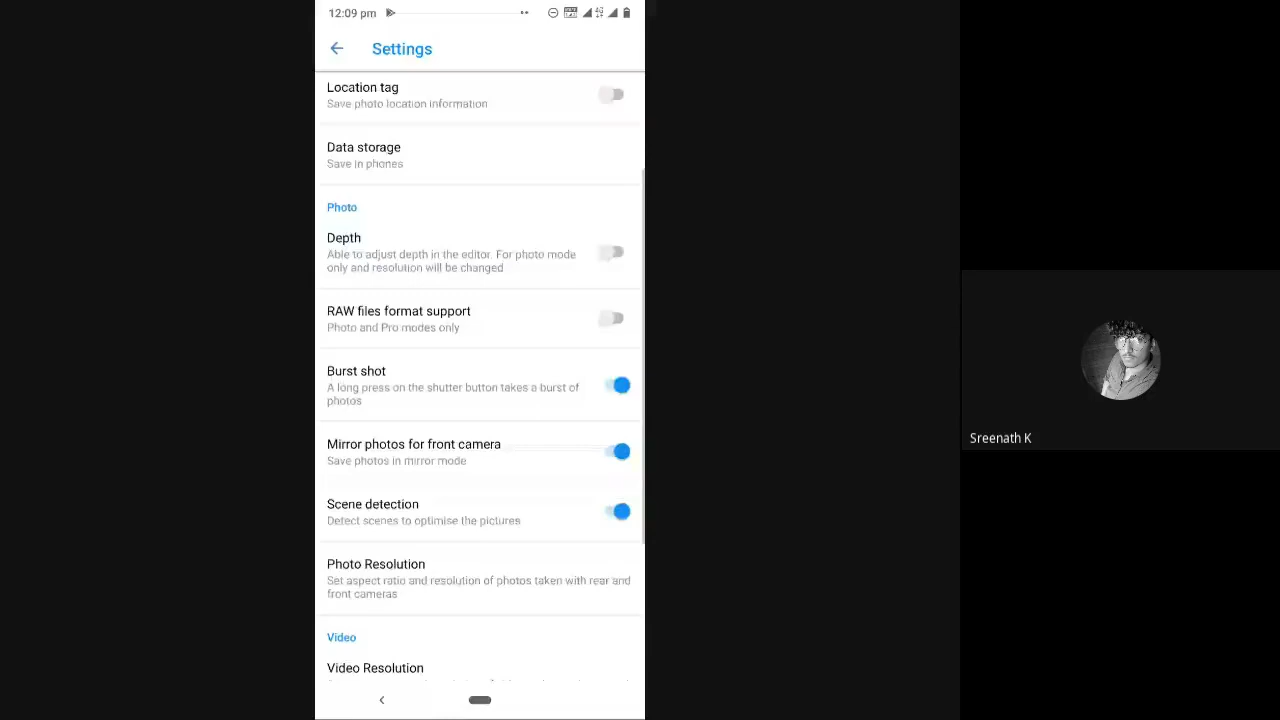 12:09 pm
Settings
Location tag
Save photo location information
Data storage
Save in phones
Photo
Depth
Able to adjust depth in the editor. For photo mode
only and resolution will be changed
RAW files format support
Photo and Pro modes only
Burst shot
A long press on the shutter button takes a burst of
photos
Mirror photos for front camera
Save photos in mirror mode
Scene detection
Detect scenes to optimise the pictures
Photo Resolution
Set aspect ratio and resolution of photos taken with rear and
front cameras
Video
Video Resolution
Sreenath K